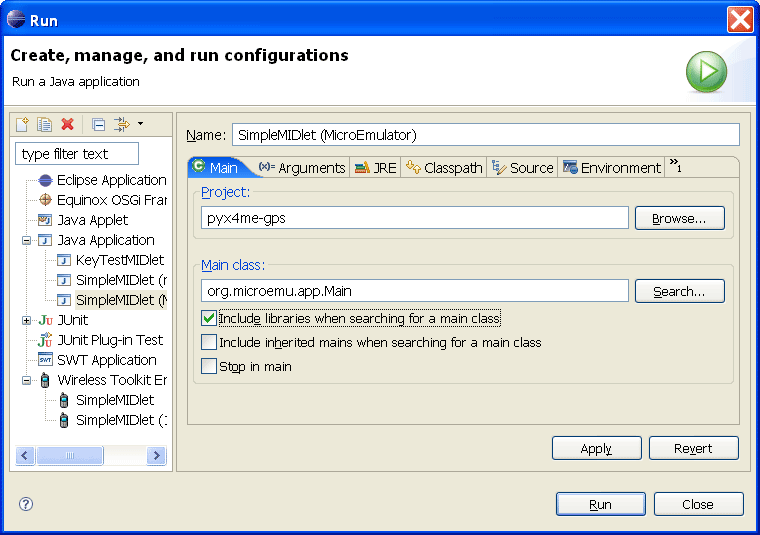 Run
Create, manage, and run configurations
Run a Java application
type filter text
Eclipse Application
Equinox OSGi Fran
Java Applet
Java Application
KeyTestMIDlet
SimpleMIDlet (r
SimpleMIDlet (M
JUnit
JUnit Plug-in Test
SWT Application
Wireless Toolkit Em
SimpleMIDlet
SimpleMIDlet (1
Name: SimpleMIDlet (MicroEmulator)
Main Arguments JRE Classpath Source Environment »1
Project:
pyx4me-gps Browse...
Main class:
org.microemu.app.Main Search...
Include libraries when searching for a main class
Include inherited mains when searching for a main class
Stop in main
Apply Revert
Run Close